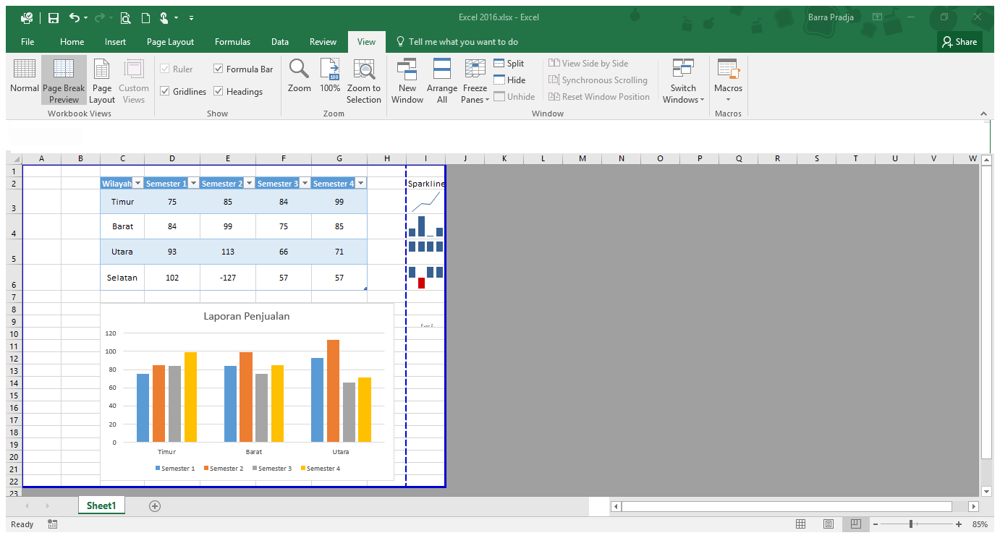 Excel 2016.xlsx - Excel
Barra Pradja
File Home Insert Page Layout Formulas Data Review View Tell me what you want to do Share
Normal
Page Break Preview
Page Layout
Custom Views
Workbook Views
Ruler
Formula Bar
Gridlines
Headings
Show
Zoom
100%
100
Zoom to Selection
Zoom
New Window
Arrange All
Freeze Panes
Split
Hide
Unhide
View Side by Side
Synchronous Scrolling
Reset Window Position
Switch Windows
Window
Macros
Macros
A B C D E F G H I J K L M N O P Q R S T U V W
1
2 Wilayah Semester 1 Semester 2 Semester 3 Semester 4 Sparkline
3 Timur 75 85 84 99
4 Barat 84 99 75 85
5 Utara 93 113 66 71
6 Selatan 102 -127 57 57
7
8
9
10
11
12
13
14
15
16
17
18
19
20
21
22
23
Laporan Penjualan
120
100
80
60
40
20
0
Timur Barat Utara
Semester 1 Semester 2 Semester 3 Semester 4
Sheet1
Ready
85%